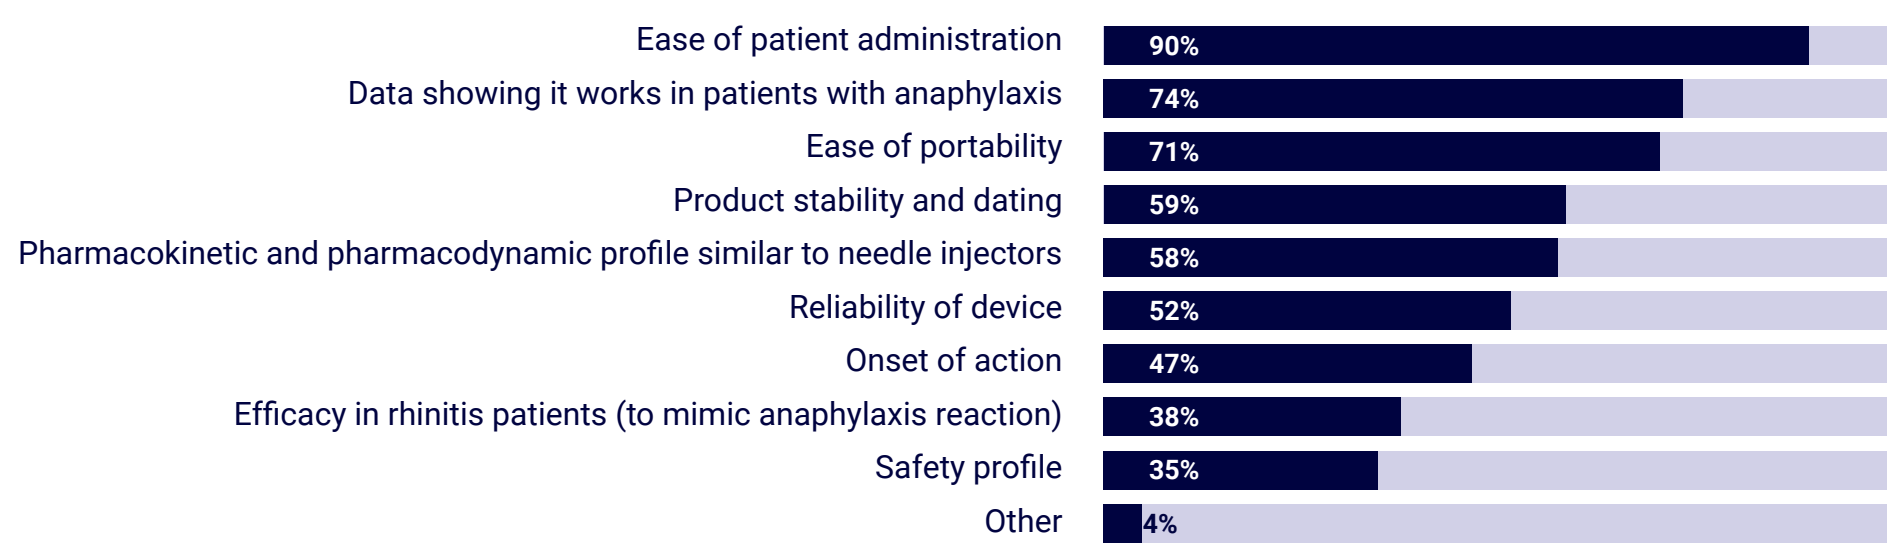 Ease of patient administration 90%
Data showing it works in patients with anaphylaxis 74%
Ease of portability 71%
Product stability and dating 59%
Pharmacokinetic and pharmacodynamic profile similar to needle injectors 58%
Reliability of device 52%
Onset of action 47%
Efficacy in rhinitis patients (to mimic anaphylaxis reaction) 38%
Safety profile 35%
Other 4%